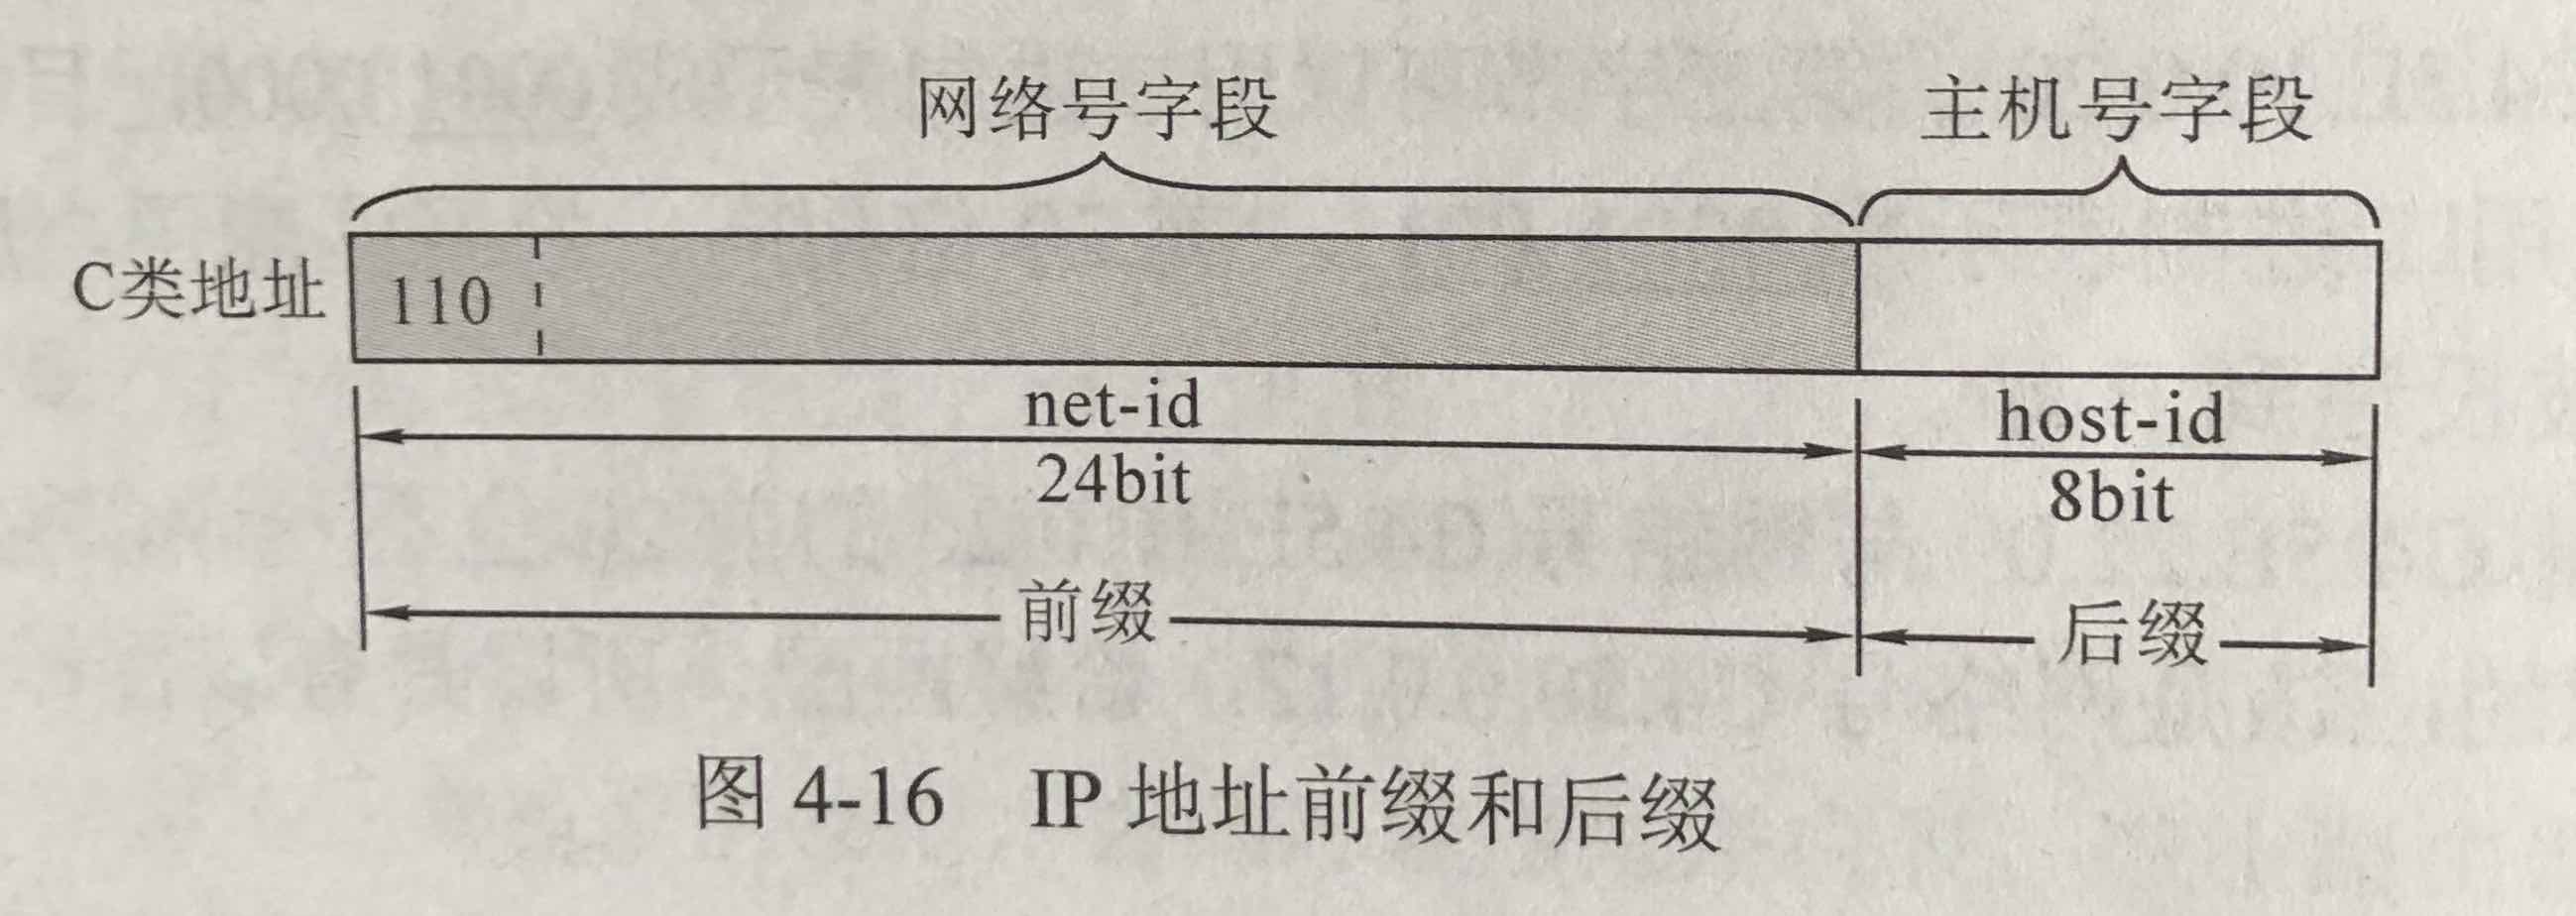 网络号字段 主机号字段
C类地址 110
net-id host-id
24bit 8bit
前缀 后缀
图 4-16 IP 地址前缀和后缀